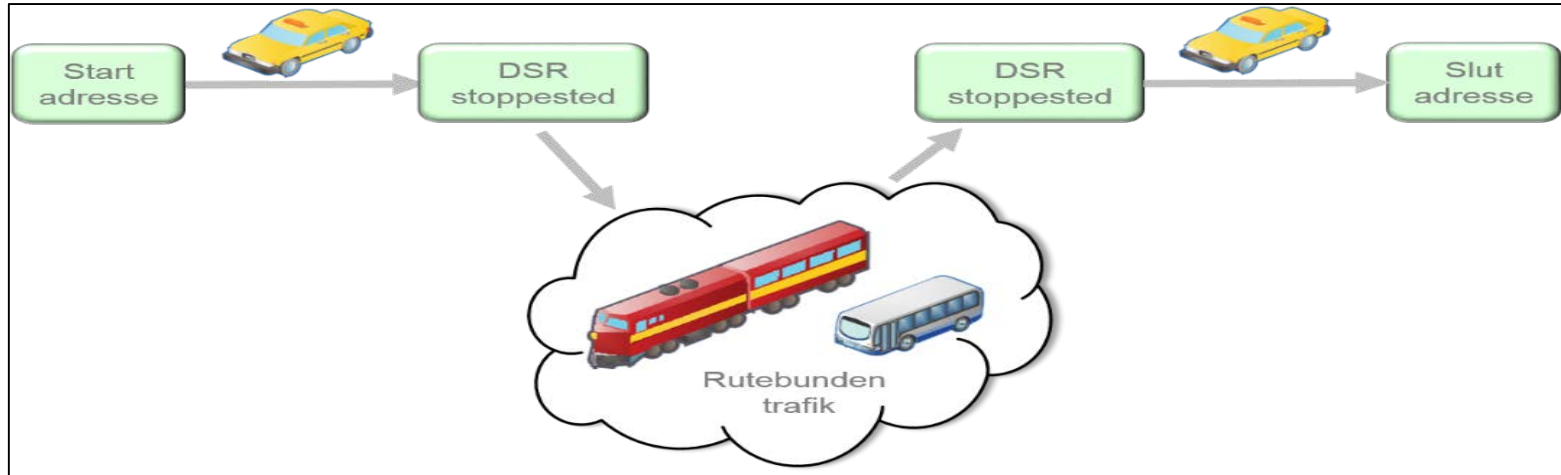 Start
adresse
DSR
stoppested
DSR
stoppested
Slut
adresse
Rutebunden
trafik